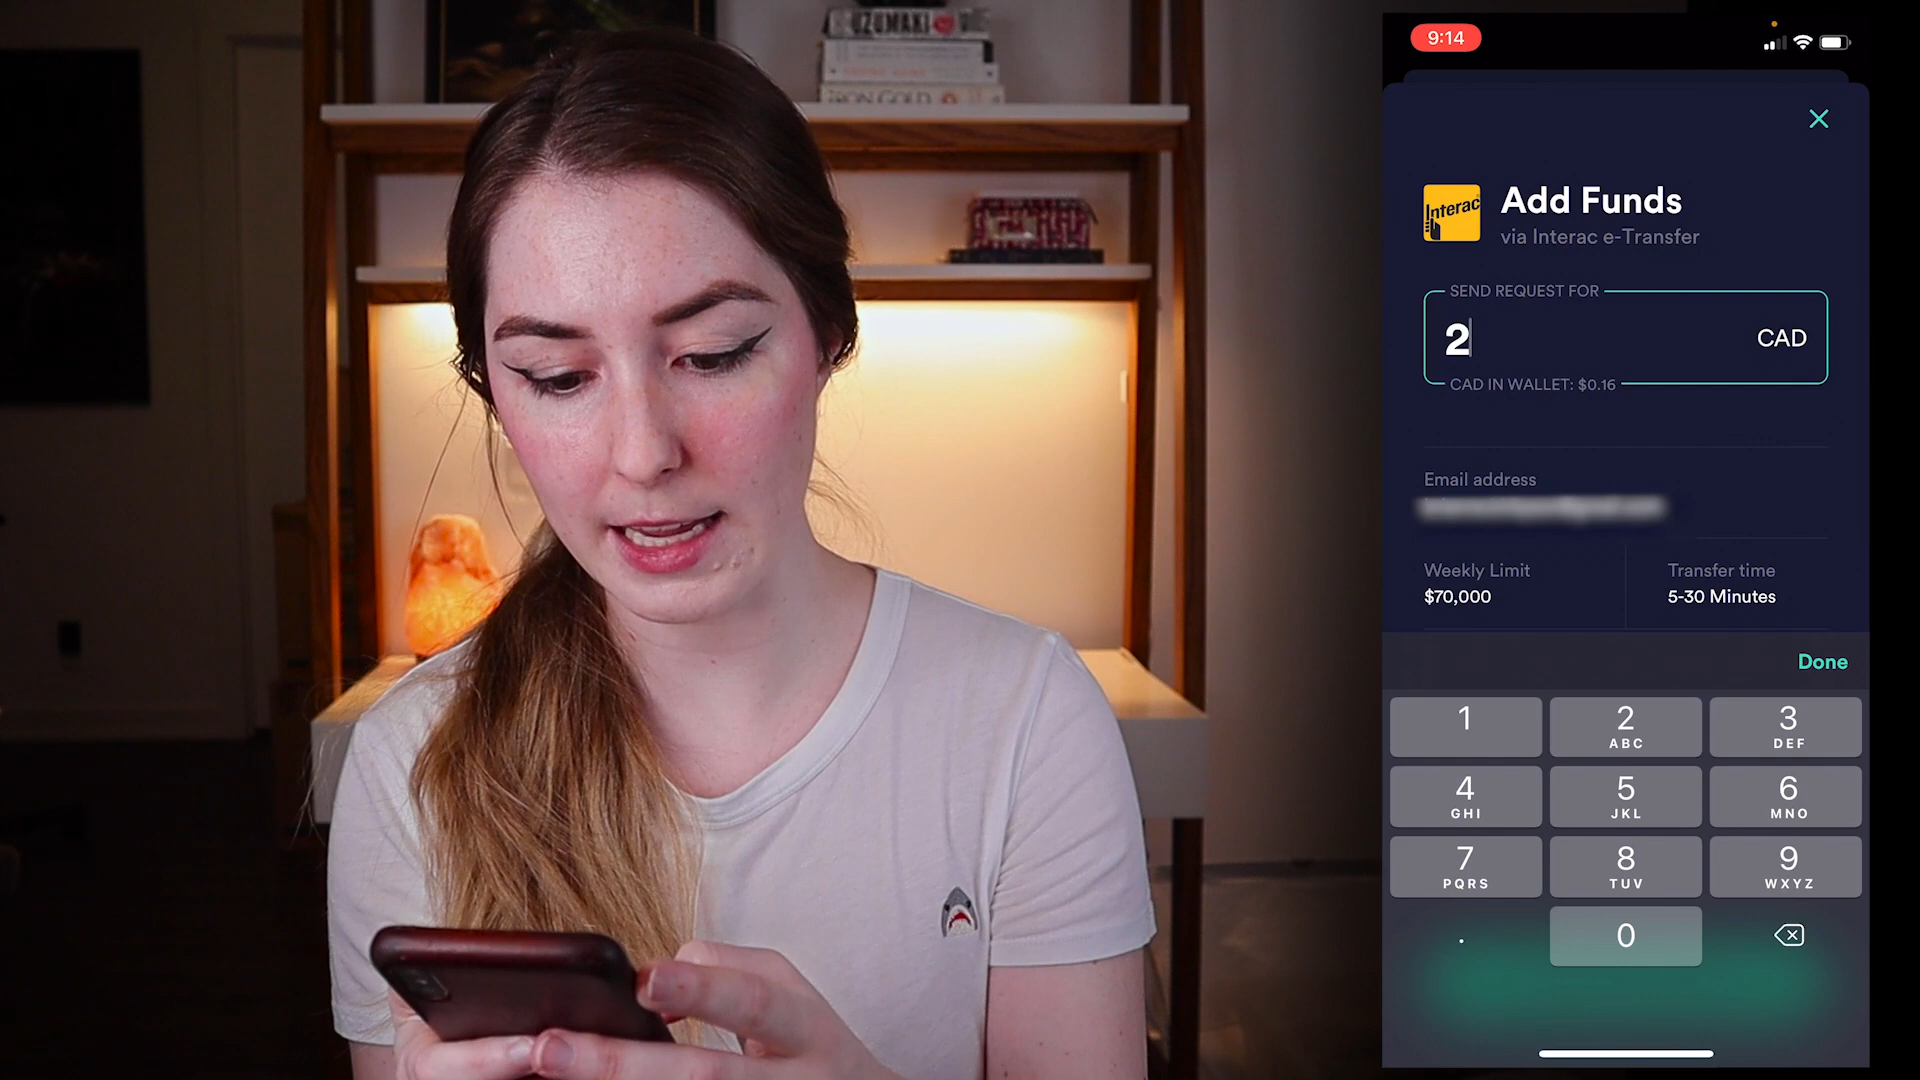 UZUMAKI
IRON GOLD
9:14
Interac
Add Funds
via Interac e-Transfer
SEND REQUEST FOR
2
CAD
CAD IN WALLET: $0.16
Email address
Weekly Limit
Transfer time
$70,000
5-30 Minutes
Done
1
2
3
ABC
DEF
4
5
6
GHI
JKL
MNO
7
8
9
PQRS
TUV
WXYZ
.
0